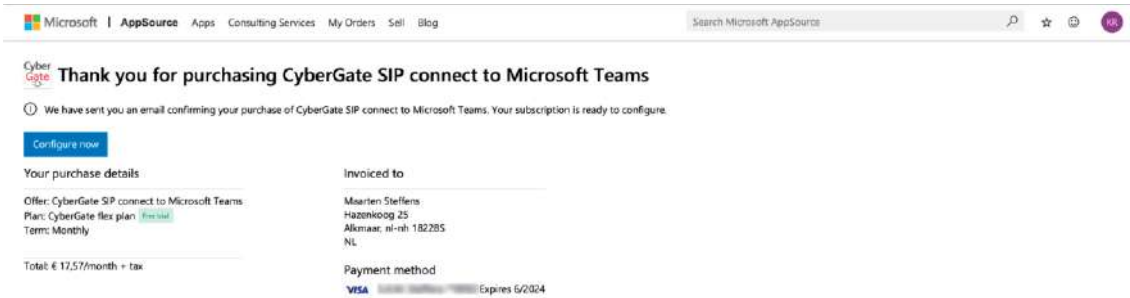 Microsoft | AppSource Apps Consulting Services My Orders Sell Blog Search Microsoft AppSource KR
Cyber
Gate
Thank you for purchasing CyberGate SIP connect to Microsoft Teams
We have sent you an email confirming your purchase of CyberGate SIP connect to Microsoft Teams. Your subscription is ready to configure.
Configure now
Your purchase details
Offer: CyberGate SIP connect to Microsoft Teams
Plan: CyberGate flex plan Free trial
Term: Monthly
Total: € 17,57/month + tax
Invoiced to
Maarten Steffens
Hazenkoog 25
Alkmaar, nl-nh 1822BS
NL
Payment method
VISA Expires 6/2024